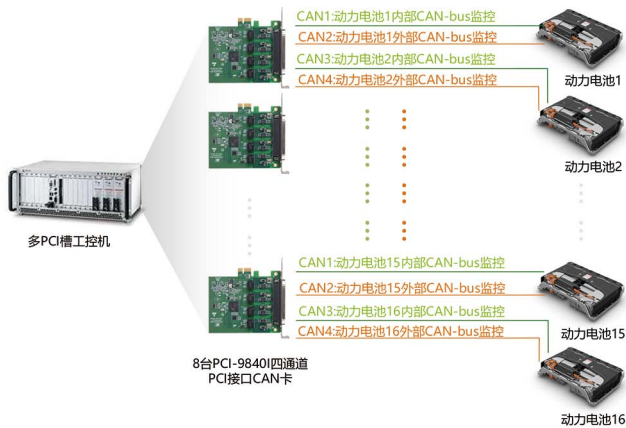 CAN1:动力电池1内部CAN-bus监控
CAN2:动力电池1外部CAN-bus监控
CAN3:动力电池2内部CAN-bus监控
CAN4:动力电池2外部CAN-bus监控
动力电池1
动力电池2
多PCI槽工控机
CAN1:动力电池15内部CAN-bus监控
CAN2:动力电池15外部CAN-bus监控
CAN3:动力电池16内部CAN-bus监控
CAN4:动力电池16外部CAN-bus监控
动力电池15
8台PCI-9840I四通道
PCI接口CAN卡
动力电池16